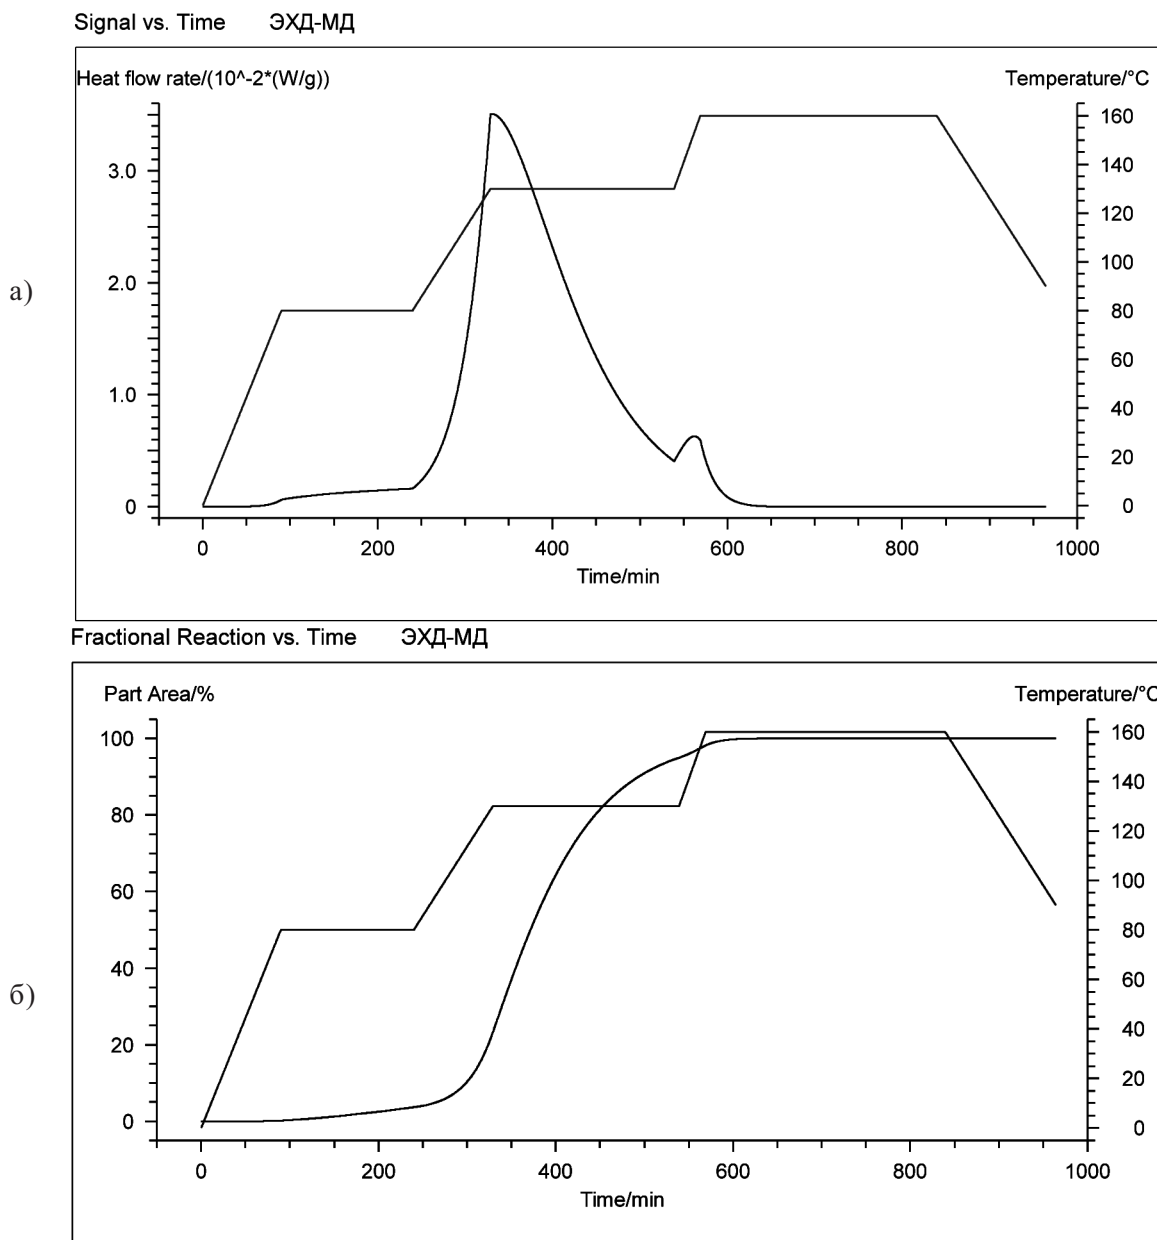 Signal vs. Time ЭХД-МД
Heat flow rate/(10^-2*(W/g))
Temperature/°C
3.0
2.0
1.0
0
160
140
120
100
80
60
40
20
0
0 200 400 600 800 1000
Time/min
а)
Fractional Reaction vs. Time ЭХД-МД
Part Area/%
Temperature/°C
100
80
60
40
20
0
160
140
120
100
80
60
40
20
0
0 200 400 600 800 1000
Time/min
б)